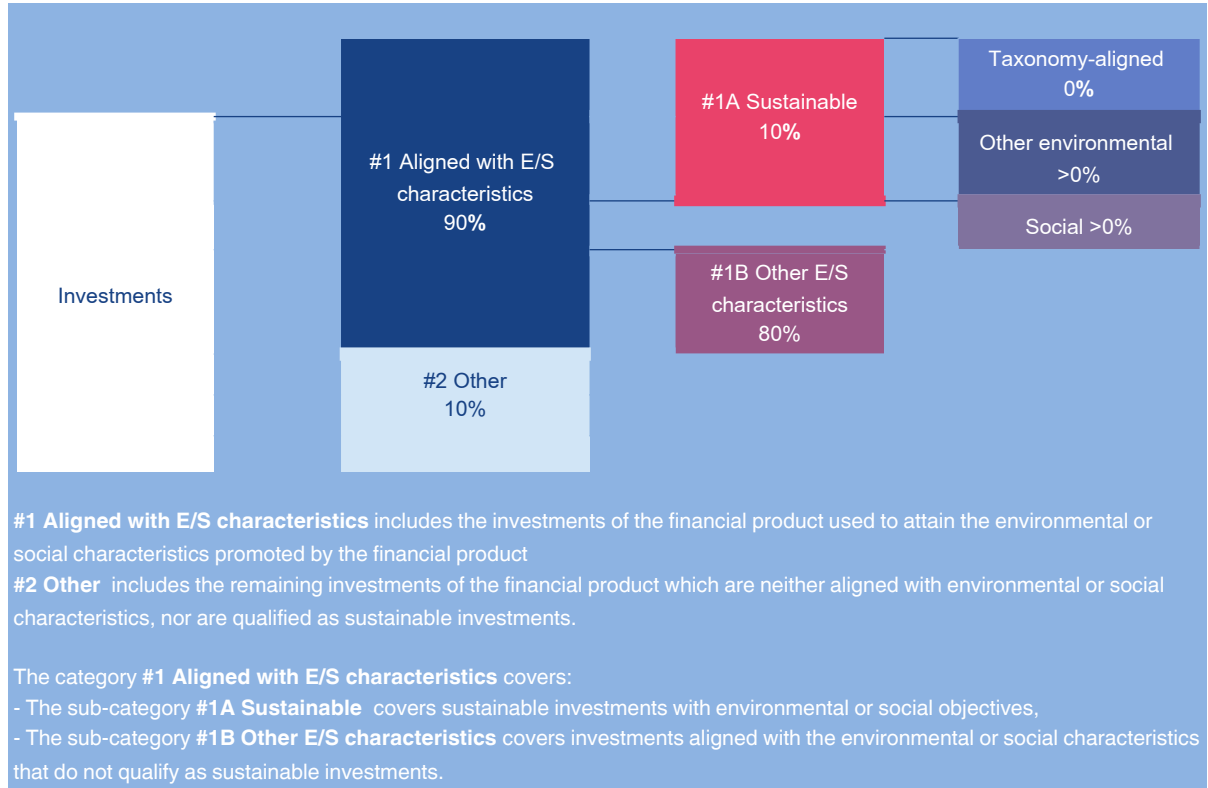 Investments
#1 Aligned with E/S
characteristics
90%
#2 Other
10%
#1A Sustainable
10%
#1B Other E/S
characteristics
80%
Taxonomy-aligned
0%
Other environmental
>0%
Social >0%
#1 Aligned with E/S characteristics includes the investments of the financial product used to attain the environmental or
social characteristics promoted by the financial product
#2 Other includes the remaining investments of the financial product which are neither aligned with environmental or social
characteristics, nor are qualified as sustainable investments.
The category #1 Aligned with E/S characteristics covers:
- The sub-category #1A Sustainable covers sustainable investments with environmental or social objectives,
- The sub-category #1B Other E/S characteristics covers investments aligned with the environmental or social characteristics
that do not qualify as sustainable investments.